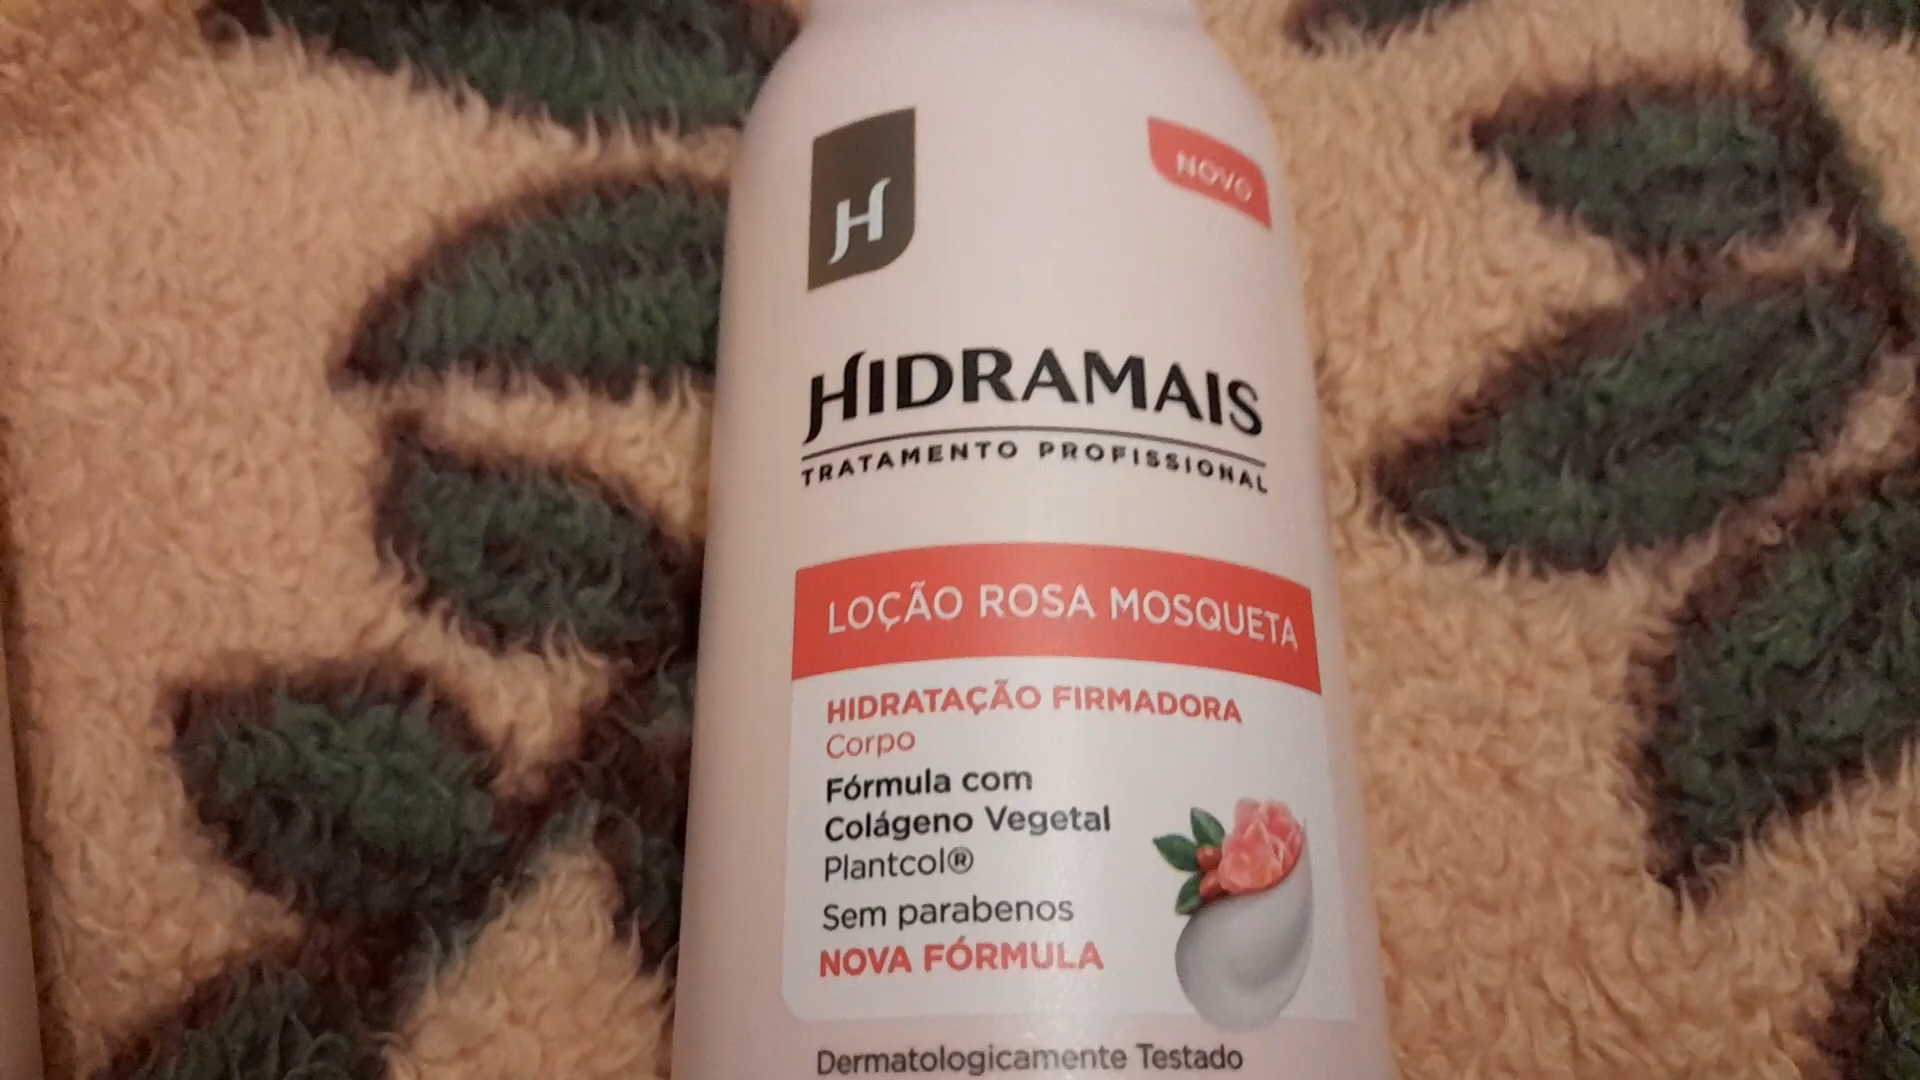 H
NOVO
HIDRAMAIS
TRATAMENTO PROFISSIONAL
LOÇÃO ROSA MOSQUETA
HIDRATAÇÃO FIRMADORA
Corpo
Fórmula com
Colágeno Vegetal
Plantcol®
Sem parabenos
NOVA FÓRMULA
Dermatologicamente Testado